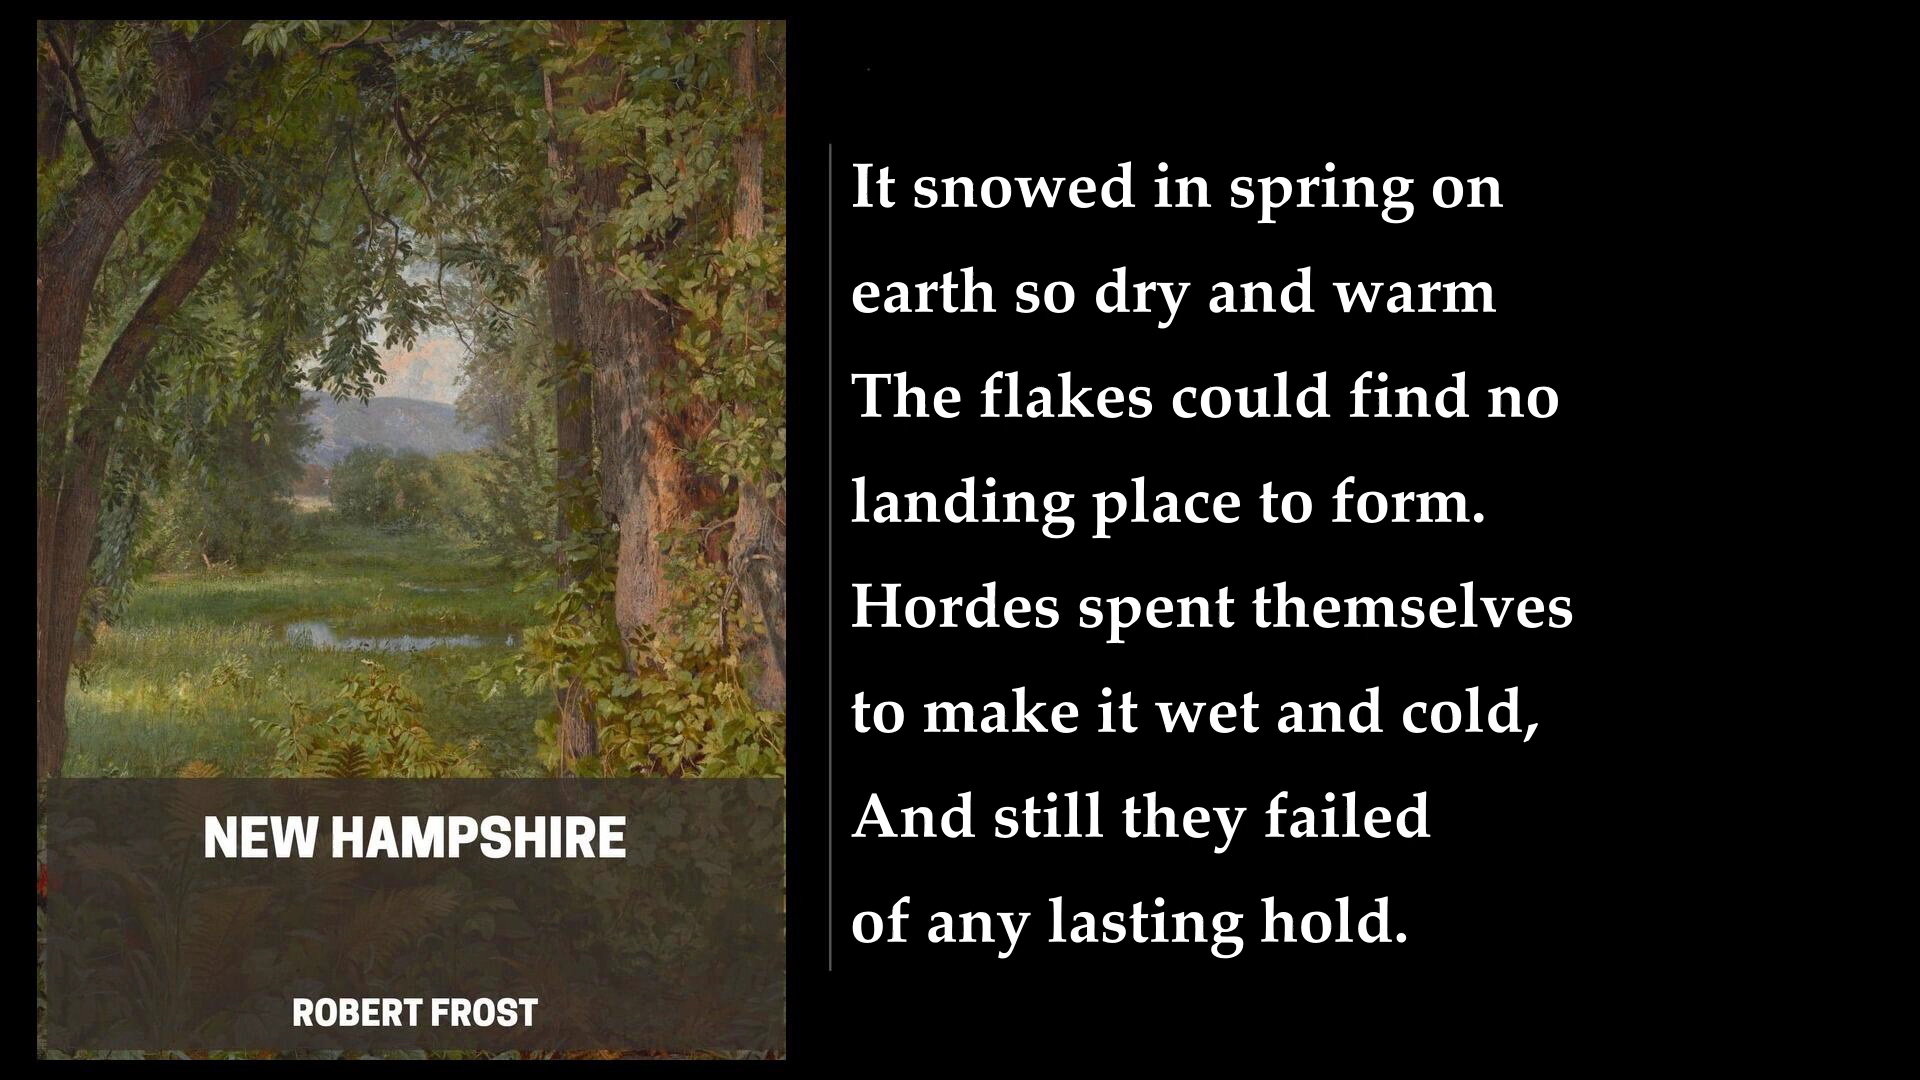 It snowed in spring on
earth so dry and warm
The flakes could find no
landing place to form.
Hordes spent themselves
to make it wet and cold,
And still they failed
of any lasting hold.
NEW HAMPSHIRE
ROBERT FROST